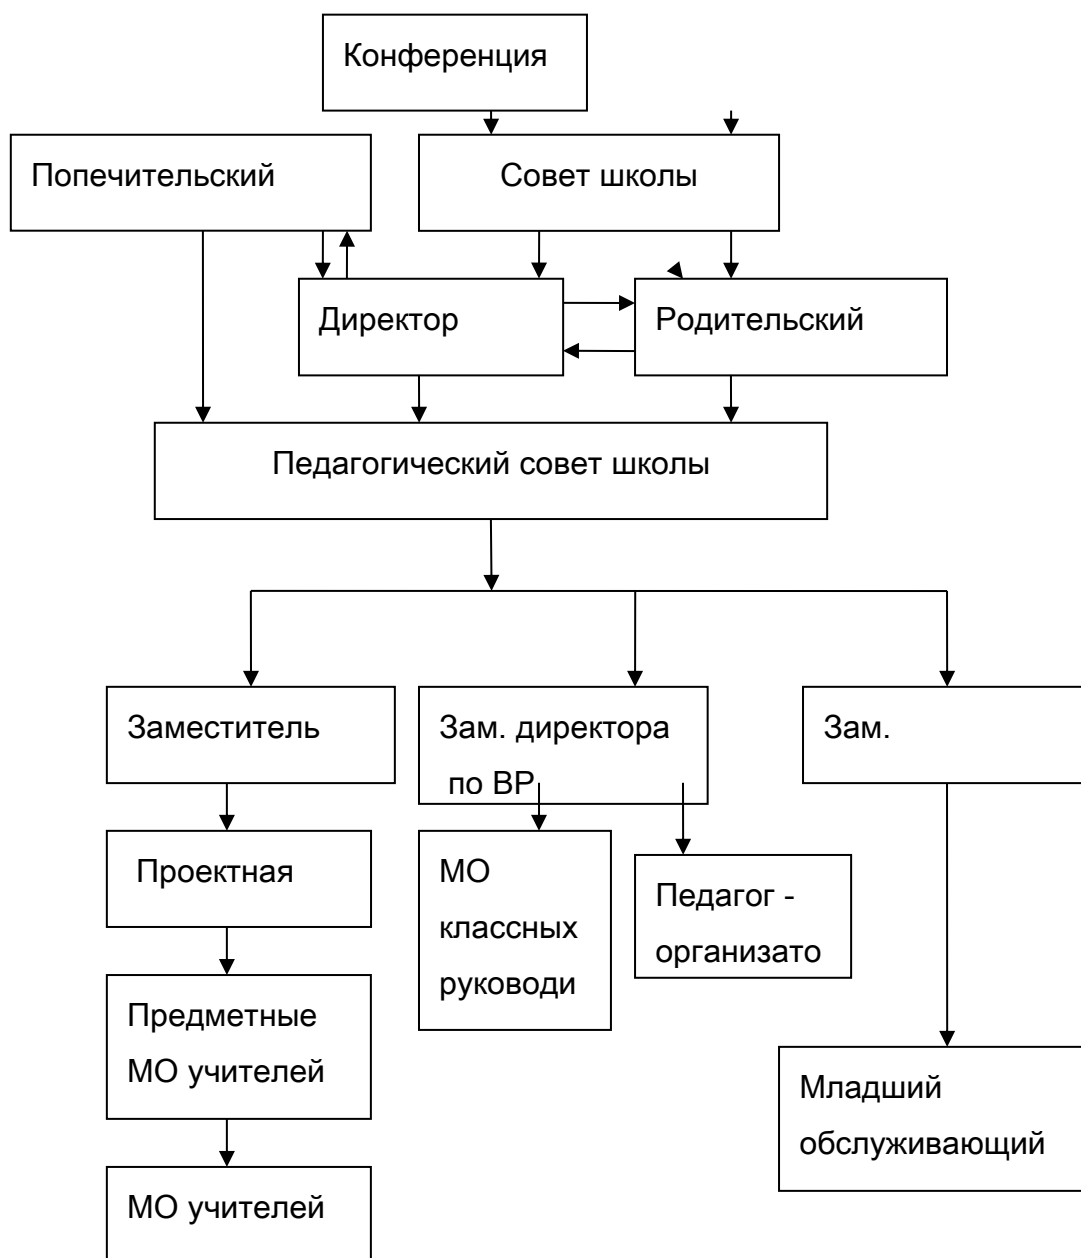 Конференция
Попечительский
Совет школы
Директор
Родительский
Педагогический совет школы
Заместитель
Зам. директора
по ВР
Зам.
Проектная
МО
классных
руководи
Педагог -
организато
Предметные
МО учителей
Младший
обслуживающий
МО учителей